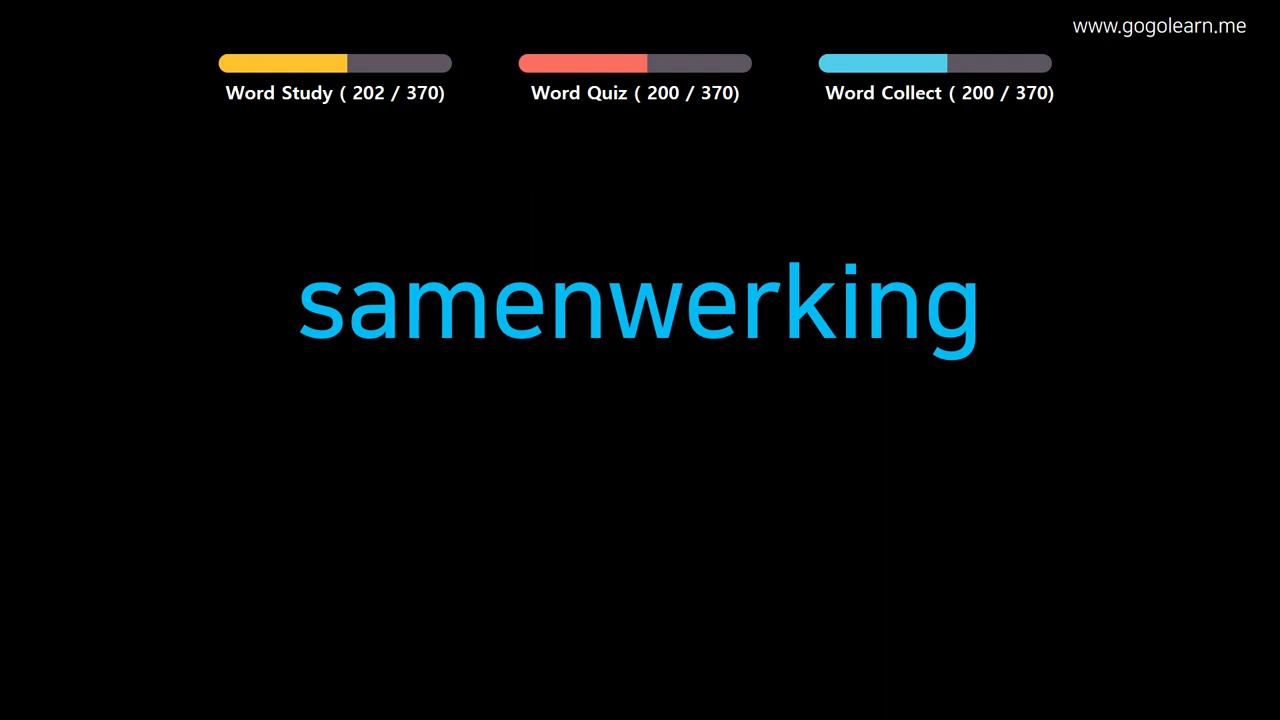 www.gogolearn.me
Word Study ( 202 / 370)
Word Quiz ( 200 / 370)
Word Collect ( 200 / 370)
samenwerking